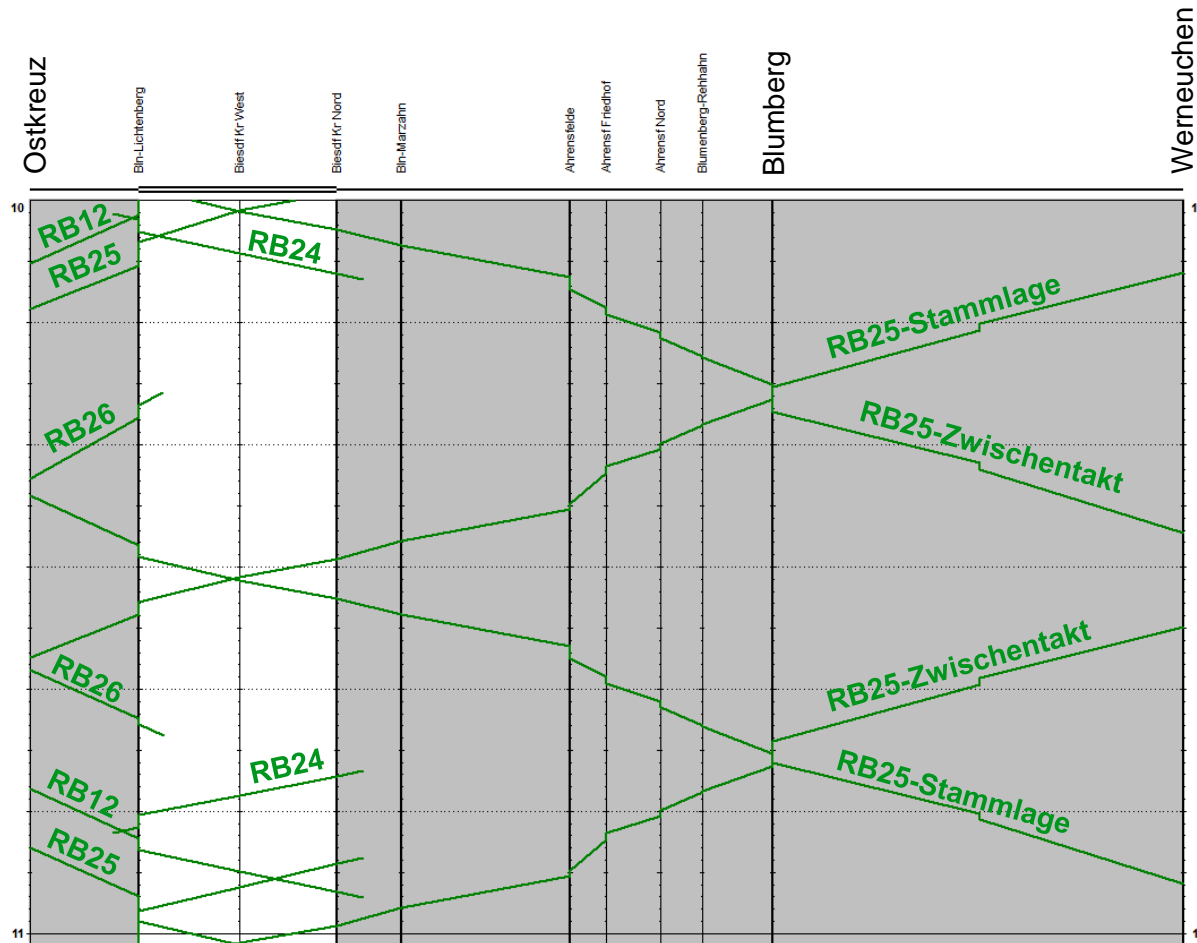 Ostkreuz
Bln-Lichtenberg
Biesdf Kr West
Biesdf Kr Nord
Bln-Marzahn
Ahrensfelde
Ahrensf Friedhof
Ahrensf Nord
Blumenberg-Rehhahn
Blumberg
Werneuchen
10
1
RB12
RB25
RB24
RB25-Stammlage
RB26
RB25-Zwischentakt
RB26
RB25-Zwischentakt
RB24
RB12
RB25-Stammlage
RB25
11
1